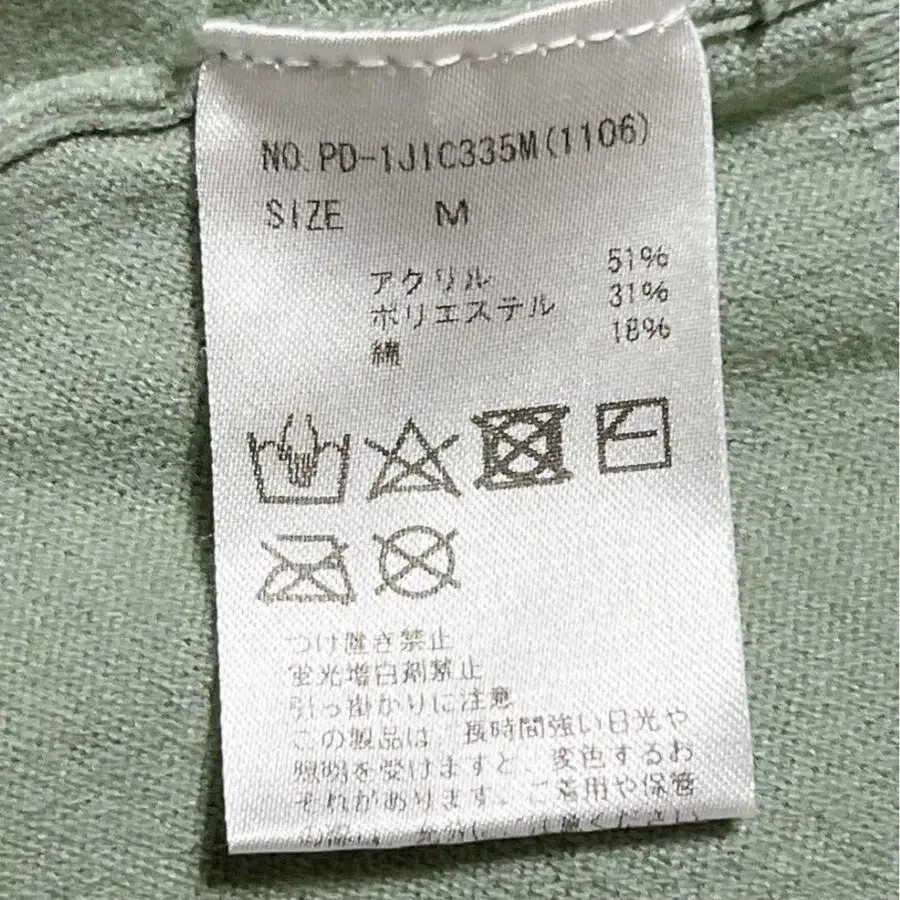 NO. PD-1JIC335M(1106)
SIZE M
アクリル 51%
ポリエステル 31%
綿 18%
つけ置き禁止
蛍光増白剤禁止
引っ掛かりに注意
この製品は、長時間強い日光や
照明を受けますと、変色するお
それがあります。ご着用や保管